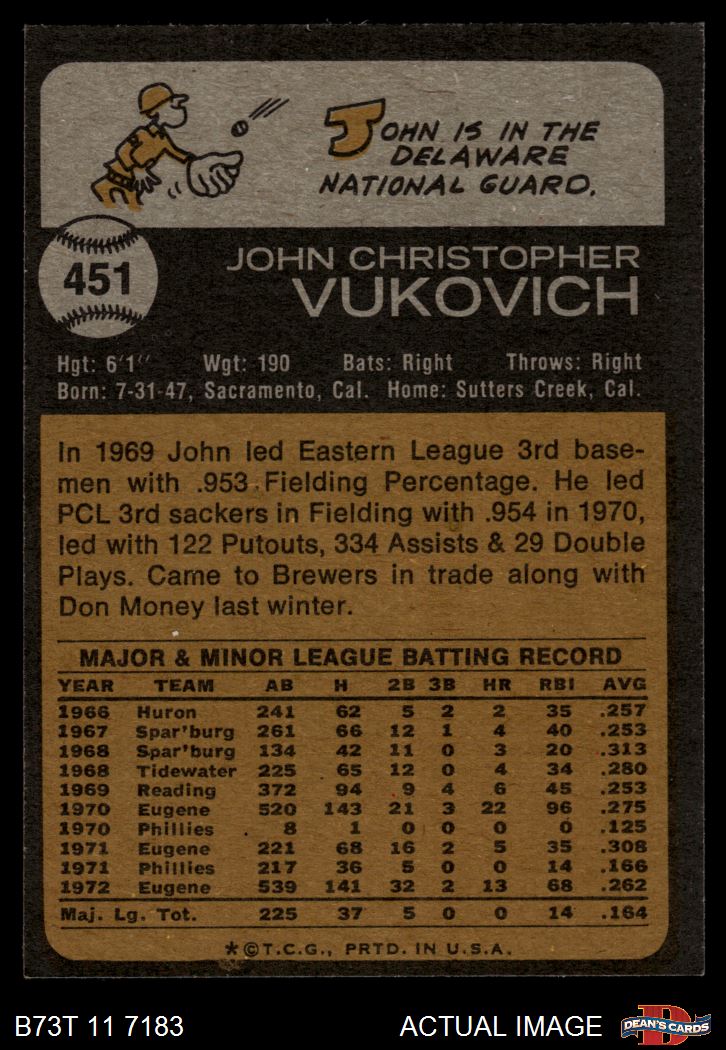 JOHN IS IN THE
DELAWARE
NATIONAL GUARD.
451
JOHN CHRISTOPHER
VUKOVICH
Hgt: 6'1" Wgt: 190 Bats: Right Throws: Right
Born: 7-31-47, Sacramento, Cal. Home: Sutters Creek, Cal.
In 1969 John led Eastern League 3rd base-
men with .953 Fielding Percentage. He led
PCL 3rd sackers in Fielding with .954 in 1970,
led with 122 Putouts, 334 Assists & 29 Double
Plays. Came to Brewers in trade along with
Don Money last winter.
MAJOR & MINOR LEAGUE BATTING RECORD
YEAR TEAM AB H 2B 3B HR RBI AVG
1966 Huron 241 62 5 2 2 35 .257
1967 Spar'burg 261 66 12 1 4 40 .253
1968 Spar'burg 134 42 11 0 3 20 .313
1968 Tidewater 225 65 12 0 4 34 .280
1969 Reading 372 94 9 4 6 45 .253
1970 Eugene 520 143 21 3 22 96 .275
1970 Phillies 8 1 0 0 0 0 .125
1971 Eugene 221 68 16 2 5 35 .308
1971 Phillies 217 36 5 0 0 14 .166
1972 Eugene 539 141 32 2 13 68 .262
Maj. Lg. Tot. 225 37 5 0 0 14 .164
*©T.C.G., PRTD. IN U.S.A.
B73T 11 7183 ACTUAL IMAGE D DEAN'S CARDS